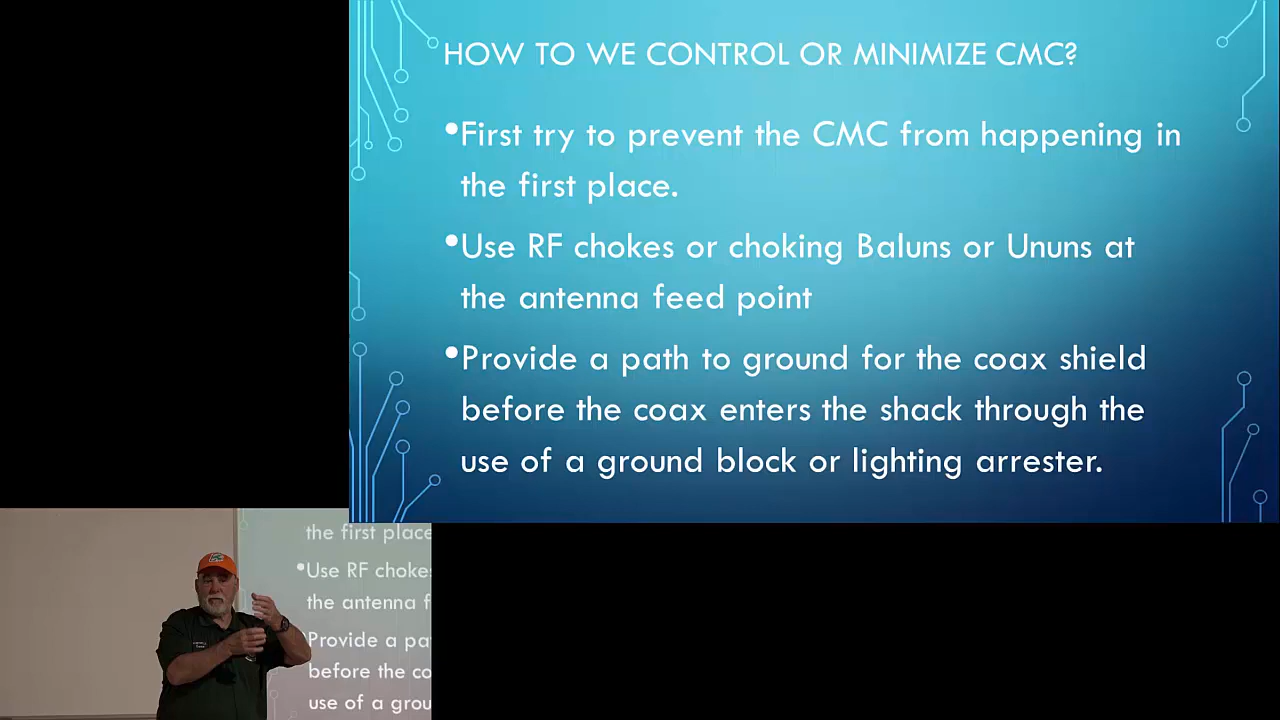 HOW TO WE CONTROL OR MINIMIZE CMC?
•First try to prevent the CMC from happening in
the first place.
•Use RF chokes or choking Baluns or Ununs at
the antenna feed point
•Provide a path to ground for the coax shield
before the coax enters the shack through the
use of a ground block or lighting arrester.
the first place
•Use RF choke
the antenna f
Provide a pa
before the co
use of a grou